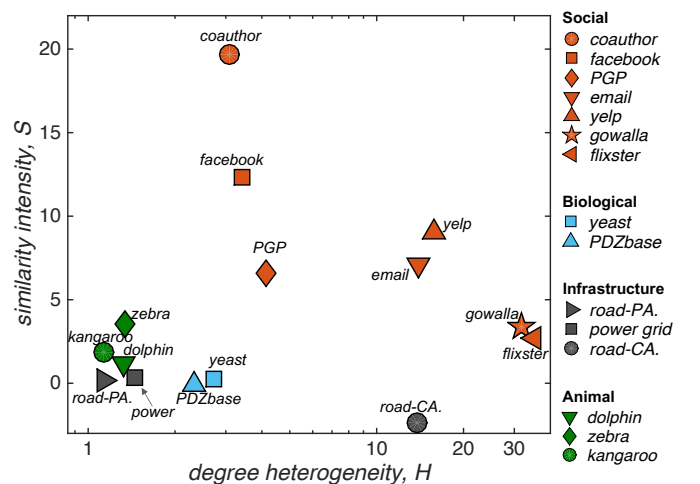 coauthor
facebook
PGP
yelp
email
gowalla
flixster
zebra
kangaroo
dolphin
yeast
road-PA.
power
PDZbase
road-CA.
20
15
10
5
0
1
10
20
30
similarity intensity, S
degree heterogeneity, H
Social
coauthor
facebook
PGP
email
yelp
gowalla
flixster
Biological
yeast
PDZbase
Infrastructure
road-PA.
power grid
road-CA.
Animal
dolphin
zebra
kangaroo